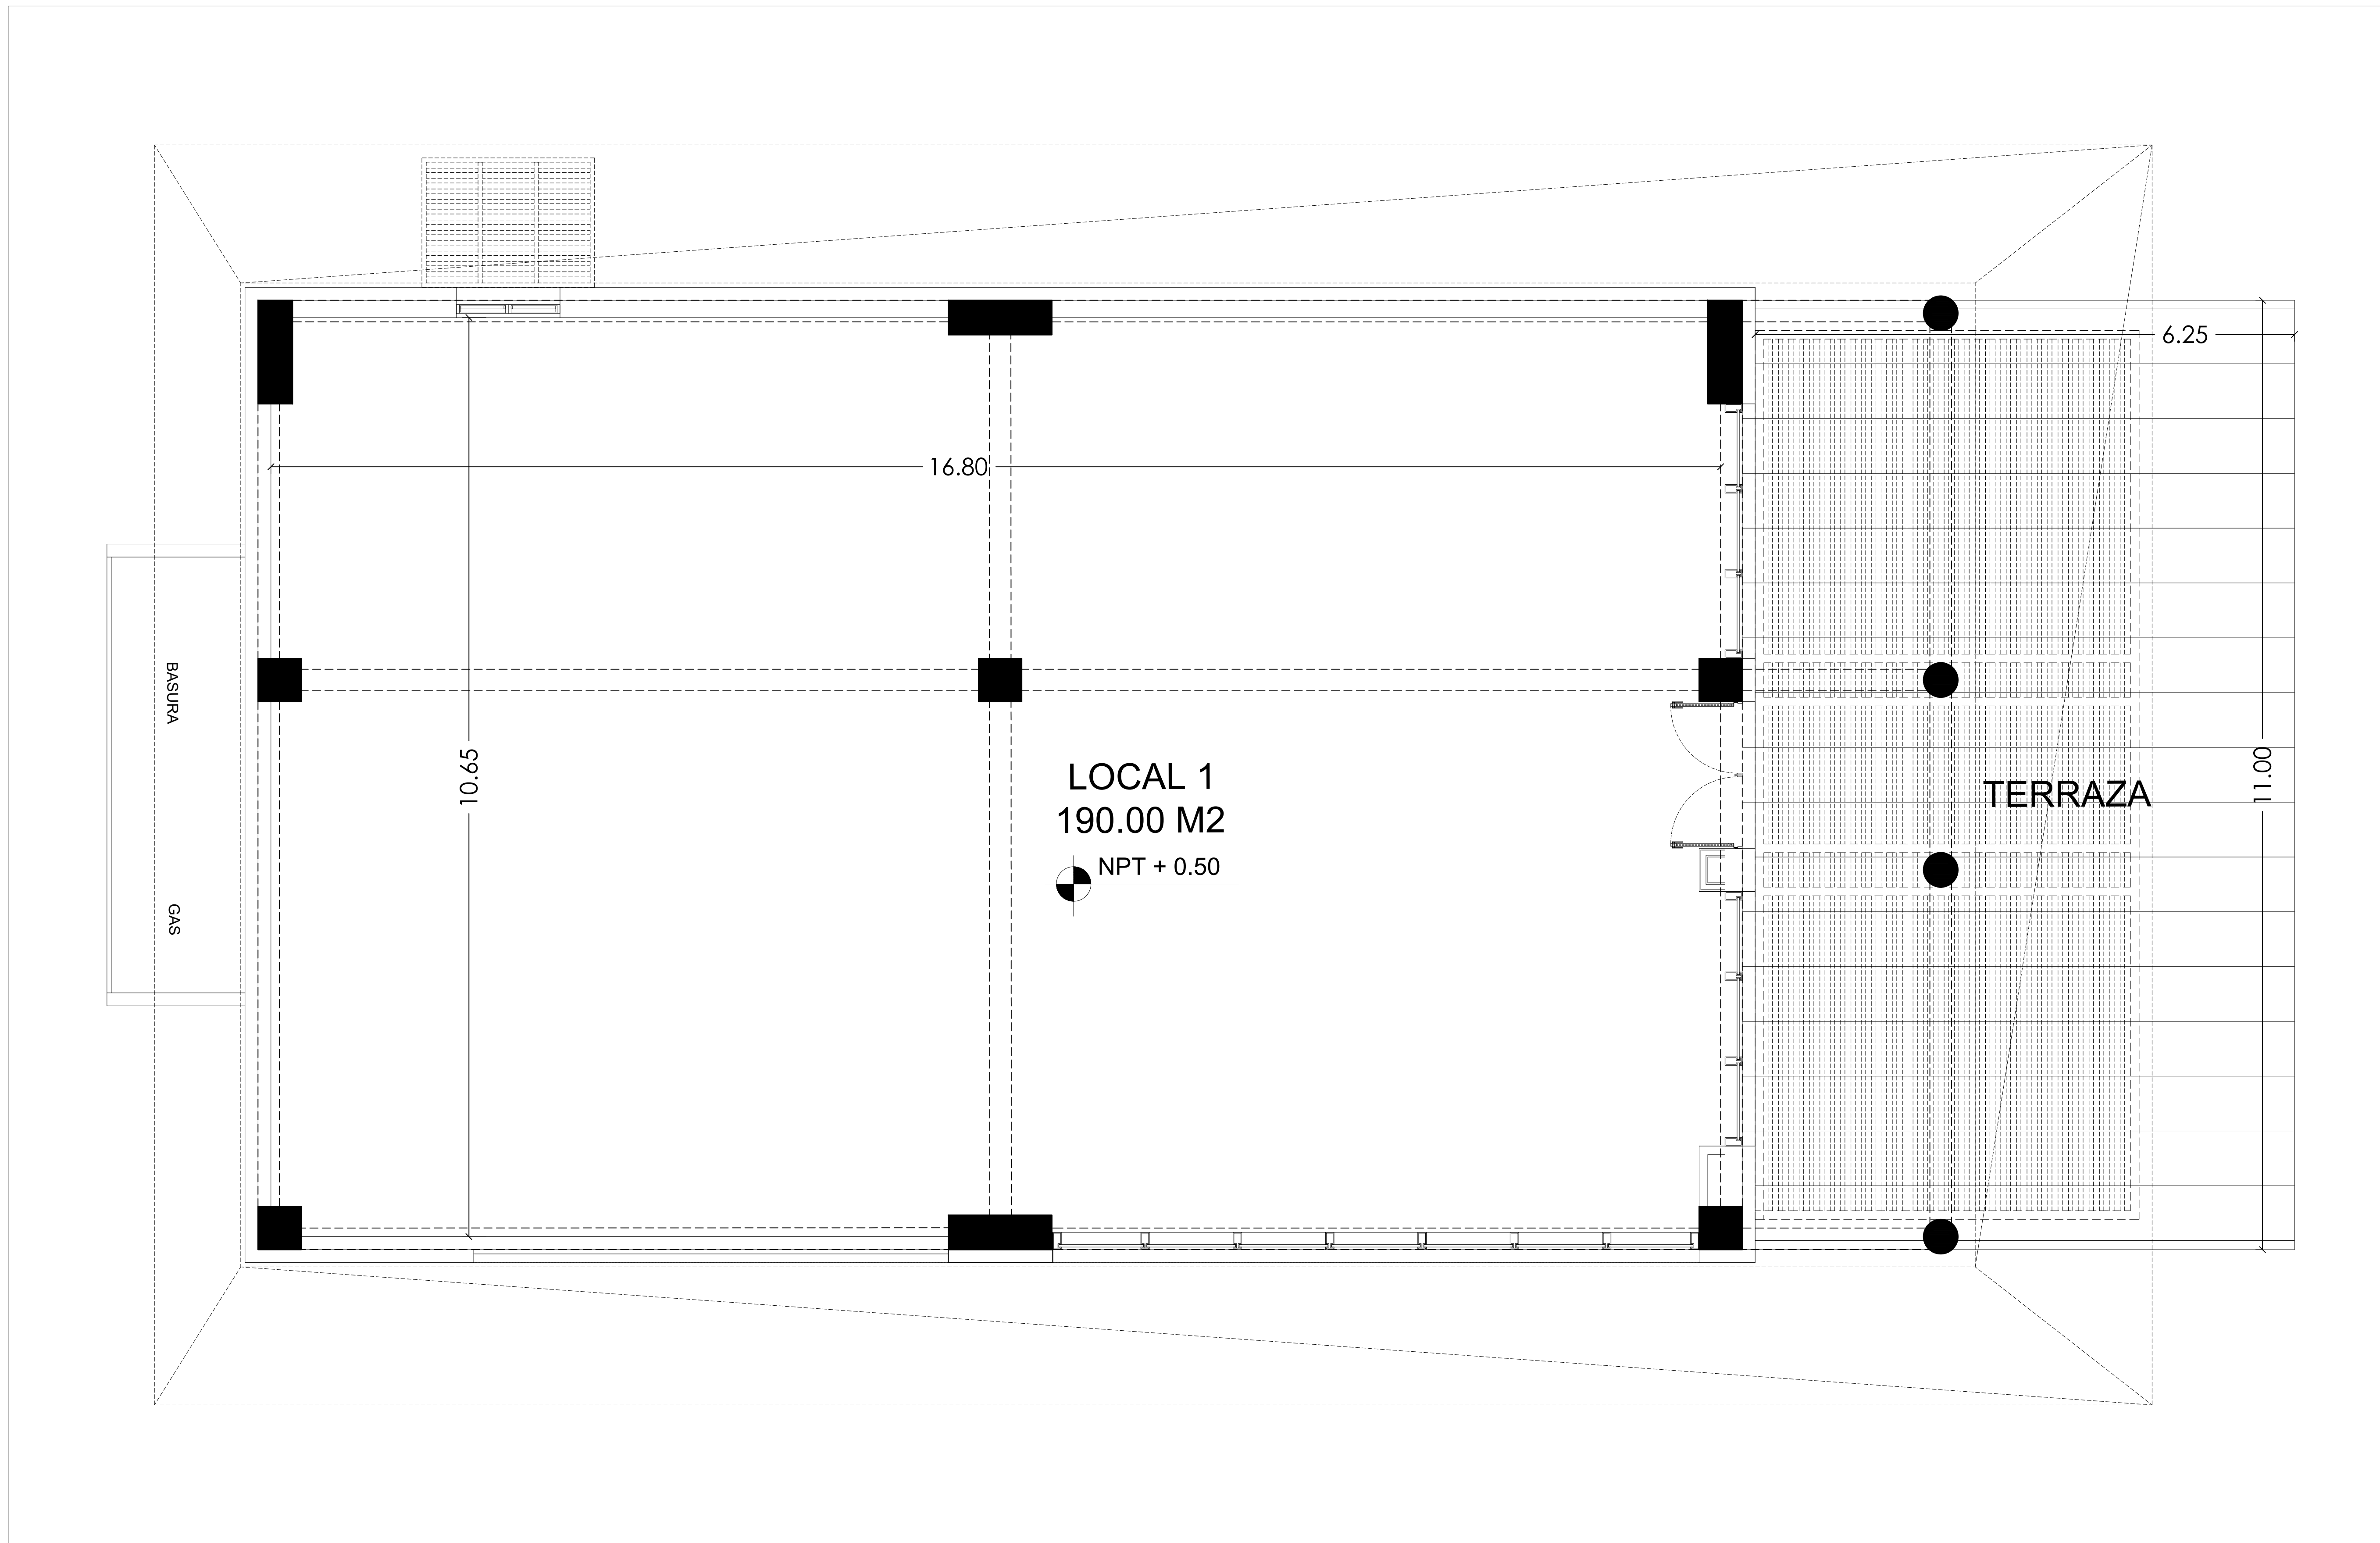 6.25
16.80
BASURA
10.65
LOCAL 1
190.00 M2
NPT + 0.50
TERRAZA
11.00
GAS